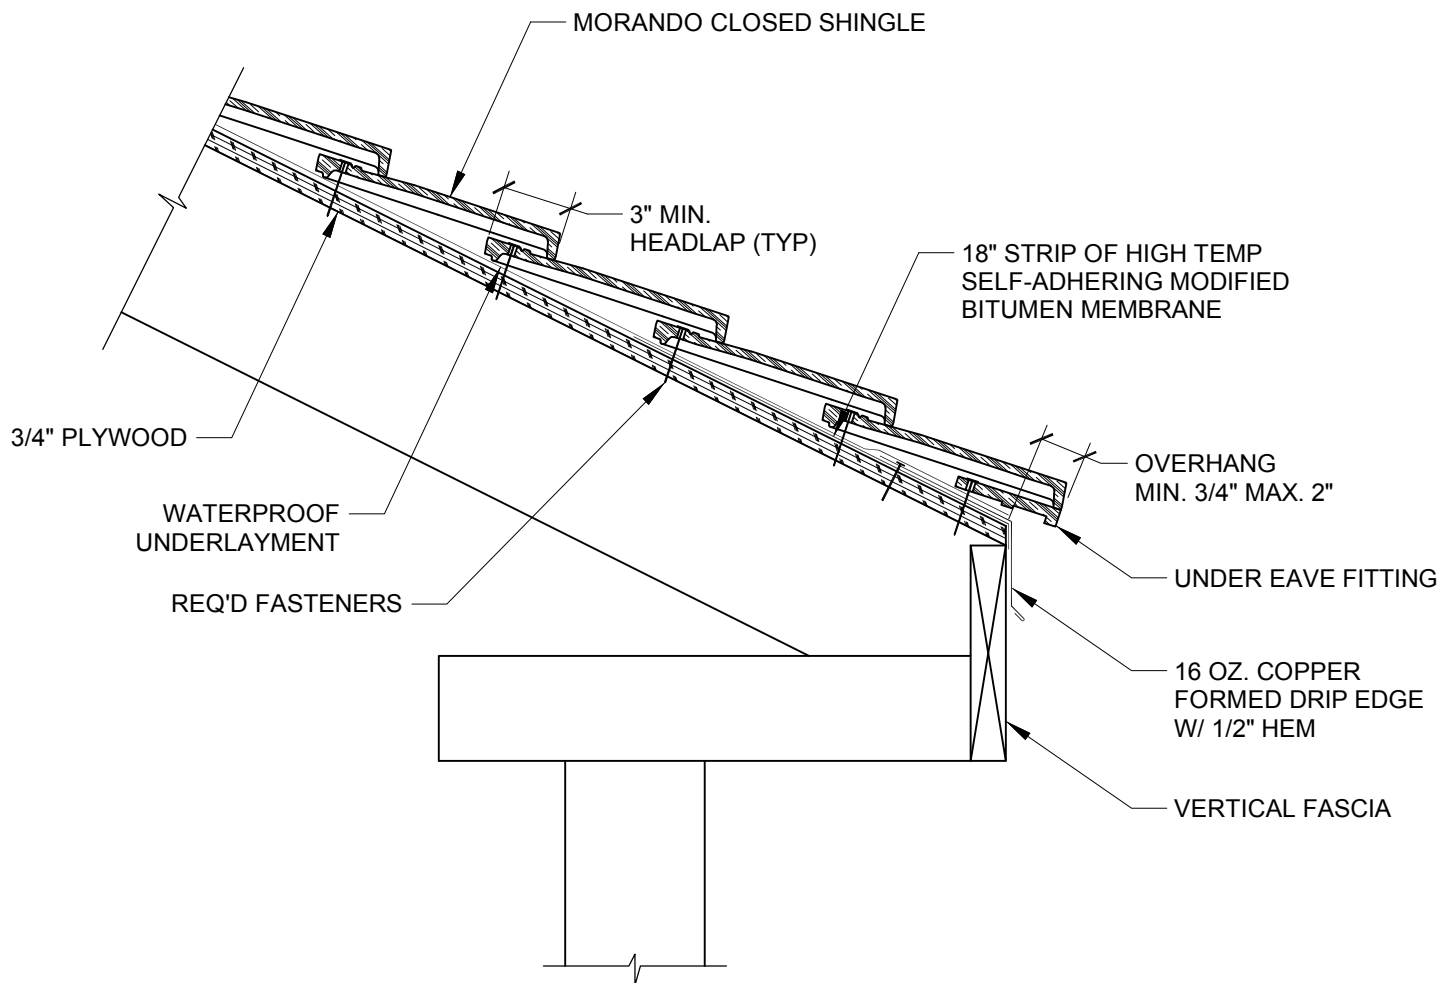 MORANDO CLOSED SHINGLE
3" MIN.
HEADLAP (TYP)
18" STRIP OF HIGH TEMP
SELF-ADHERING MODIFIED
BITUMEN MEMBRANE
3/4" PLYWOOD
OVERHANG
MIN. 3/4" MAX. 2"
WATERPROOF
UNDERLAYMENT
UNDER EAVE FITTING
REQ'D FASTENERS
16 OZ. COPPER
FORMED DRIP EDGE
W/ 1/2" HEM
VERTICAL FASCIA